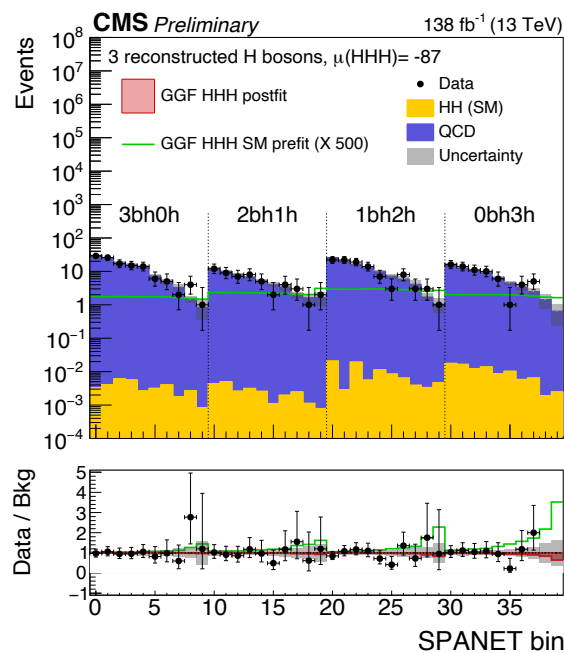 CMS Preliminary 138 fb⁻¹ (13 TeV)
3 reconstructed H bosons, μ(HHH)= -87
GGF HHH postfit
Data
HH (SM)
GGF HHH SM prefit (X 500)
QCD
Uncertainty
3bh0h 2bh1h 1bh2h 0bh3h
Events
10⁸
10⁷
10⁶
10⁵
10⁴
10³
10²
10
1
10⁻¹
10⁻²
10⁻³
10⁻⁴
Data / Bkg
5
4
3
2
1
0
−1
0 5 10 15 20 25 30 35
SPANET bin